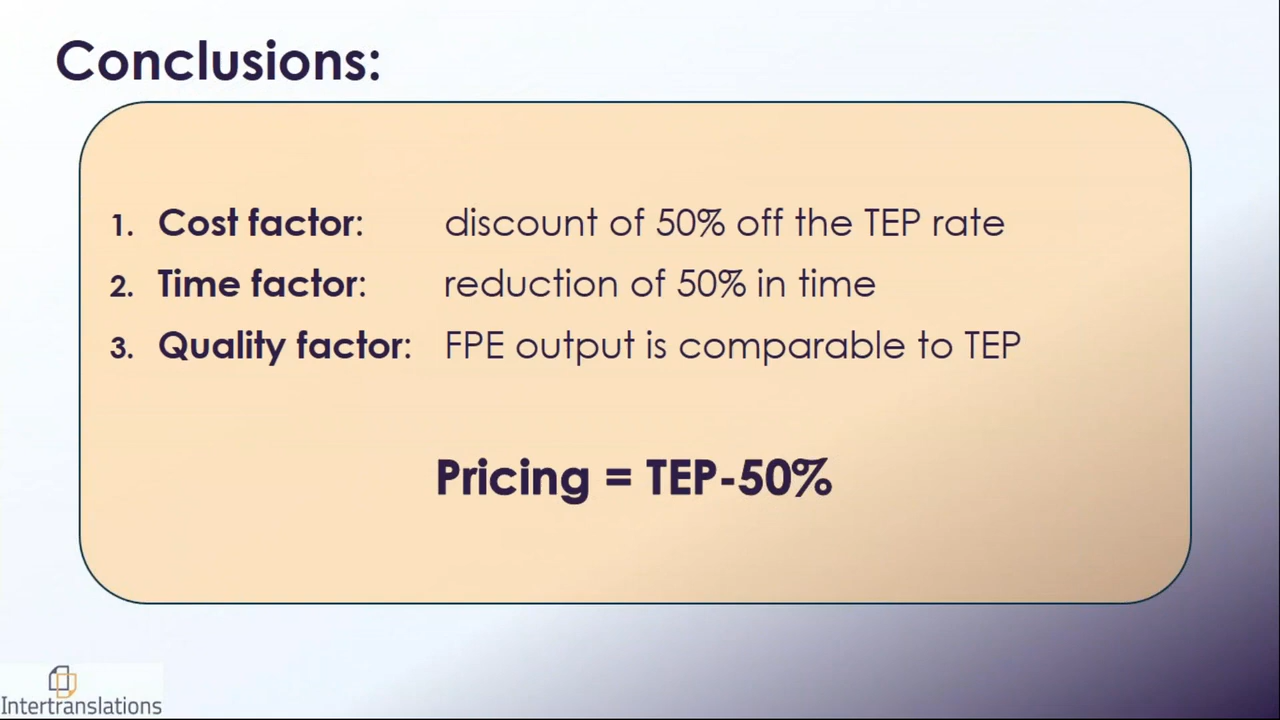 Conclusions:
1. Cost factor: discount of 50% off the TEP rate
2. Time factor: reduction of 50% in time
3. Quality factor: FPE output is comparable to TEP
Pricing = TEP-50%
Intertranslations